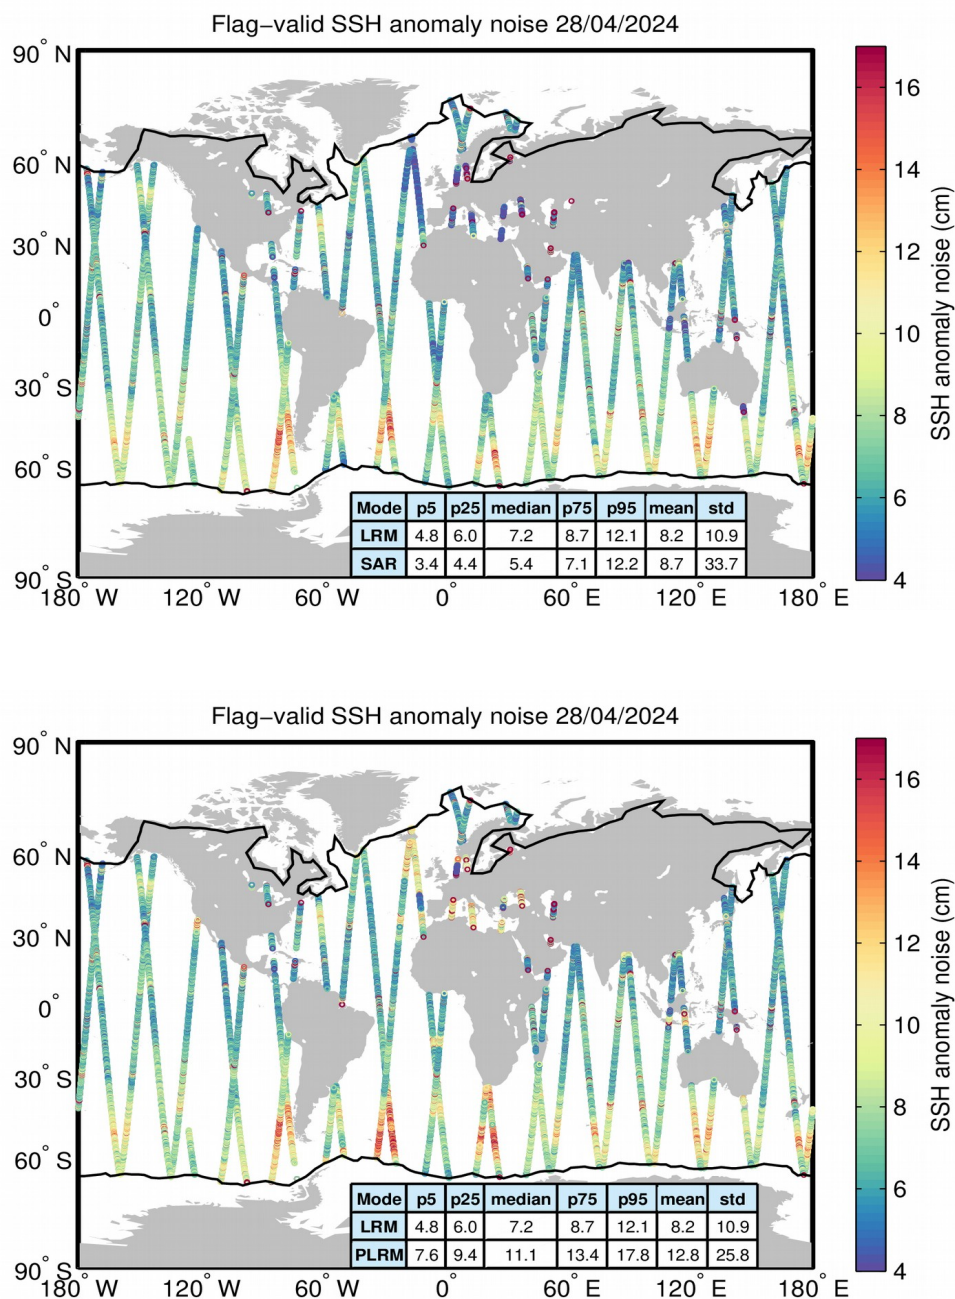 Flag−valid SSH anomaly noise 28/04/2024
90° N
60° N
30° N
0°
30° S
60° S
90° S
180° W 120° W 60° W 0° 60° E 120° E 180° E
Mode p5 p25 median p75 p95 mean std
LRM 4.8 6.0 7.2 8.7 12.1 8.2 10.9
SAR 3.4 4.4 5.4 7.1 12.2 8.7 33.7
16
14
12
10
8
6
4
SSH anomaly noise (cm)
Flag−valid SSH anomaly noise 28/04/2024
90° N
60° N
30° N
0°
30° S
60° S
90° S
180° W 120° W 60° W 0° 60° E 120° E 180° E
Mode p5 p25 median p75 p95 mean std
LRM 4.8 6.0 7.2 8.7 12.1 8.2 10.9
PLRM 7.6 9.4 11.1 13.4 17.8 12.8 25.8
16
14
12
10
8
6
4
SSH anomaly noise (cm)